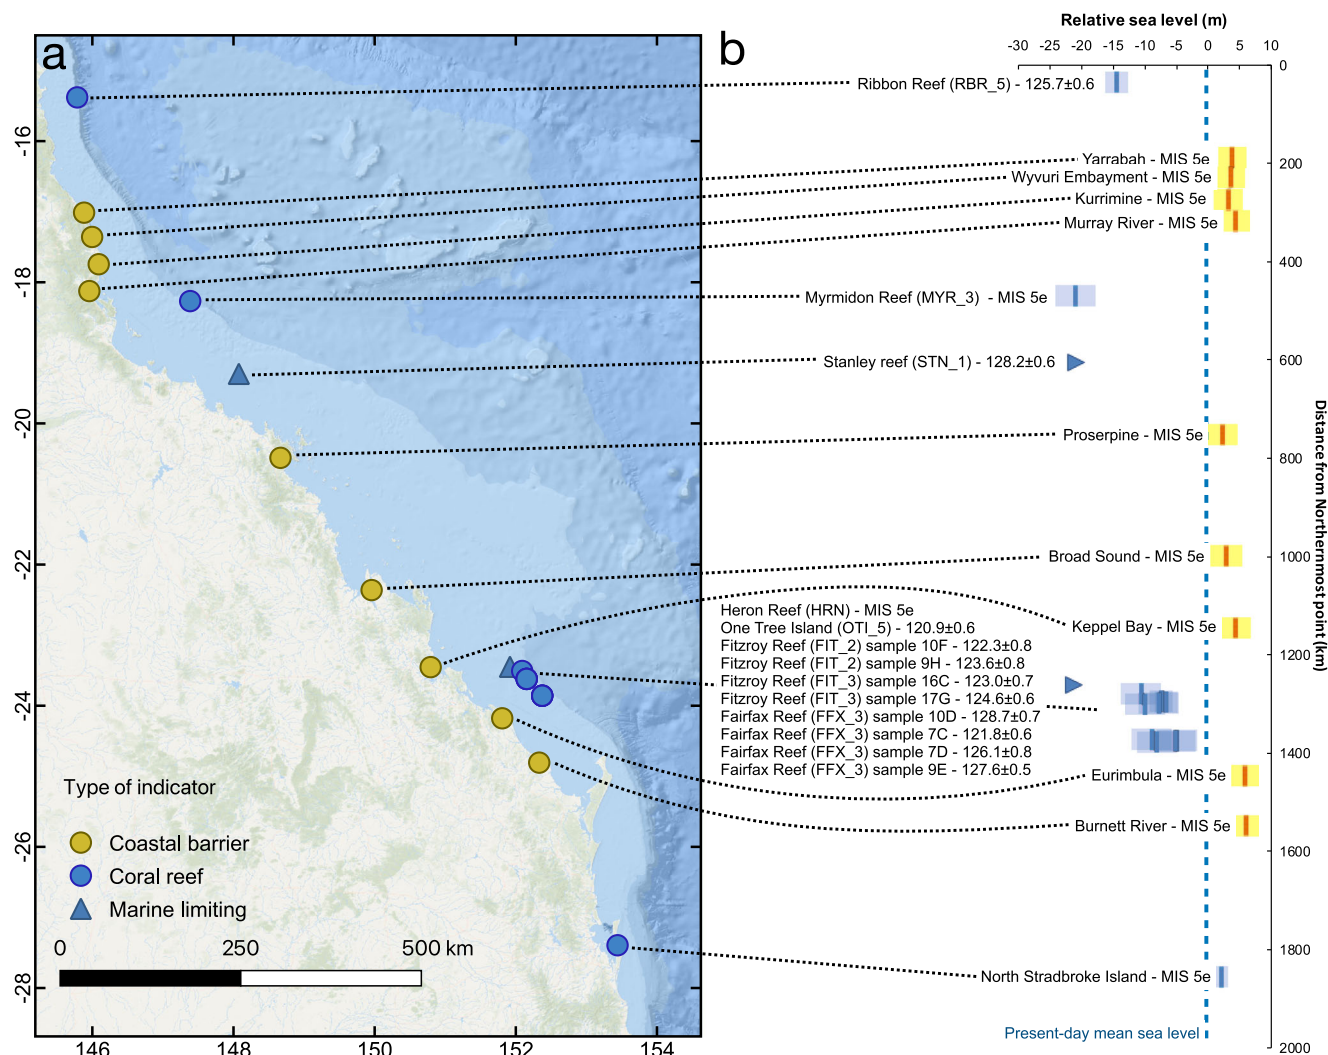 a
b
Relative sea level (m)
-30 -25 -20 -15 -10 -5 0 5 10
0
Ribbon Reef (RBR_5) - 125.7±0.6
-16
Yarrabah - MIS 5e
200
Wyvuri Embayment - MIS 5e
Kurrimine - MIS 5e
Murray River - MIS 5e
400
-18
Myrmidon Reef (MYR_3) - MIS 5e
Stanley reef (STN_1) - 128.2±0.6
600
-20
Proserpine - MIS 5e
800
Distance from Northernmost point (km)
-22
Broad Sound - MIS 5e
1000
Heron Reef (HRN) - MIS 5e
One Tree Island (OTI_5) - 120.9±0.6
Keppel Bay - MIS 5e
Fitzroy Reef (FIT_2) sample 10F - 122.3±0.8
1200
Fitzroy Reef (FIT_2) sample 9H - 123.6±0.8
Fitzroy Reef (FIT_3) sample 16C - 123.0±0.7
Fitzroy Reef (FIT_3) sample 17G - 124.6±0.6
-24
Fairfax Reef (FFX_3) sample 10D - 128.7±0.7
Fairfax Reef (FFX_3) sample 7C - 121.8±0.6
Fairfax Reef (FFX_3) sample 7D - 126.1±0.8
1400
Fairfax Reef (FFX_3) sample 9E - 127.6±0.5
Eurimbula - MIS 5e
Type of indicator
Burnett River - MIS 5e
Coastal barrier
-26
1600
Coral reef
Marine limiting
0 250 500 km
1800
North Stradbroke Island - MIS 5e
-28
Present-day mean sea level
2000
146 148 150 152 154